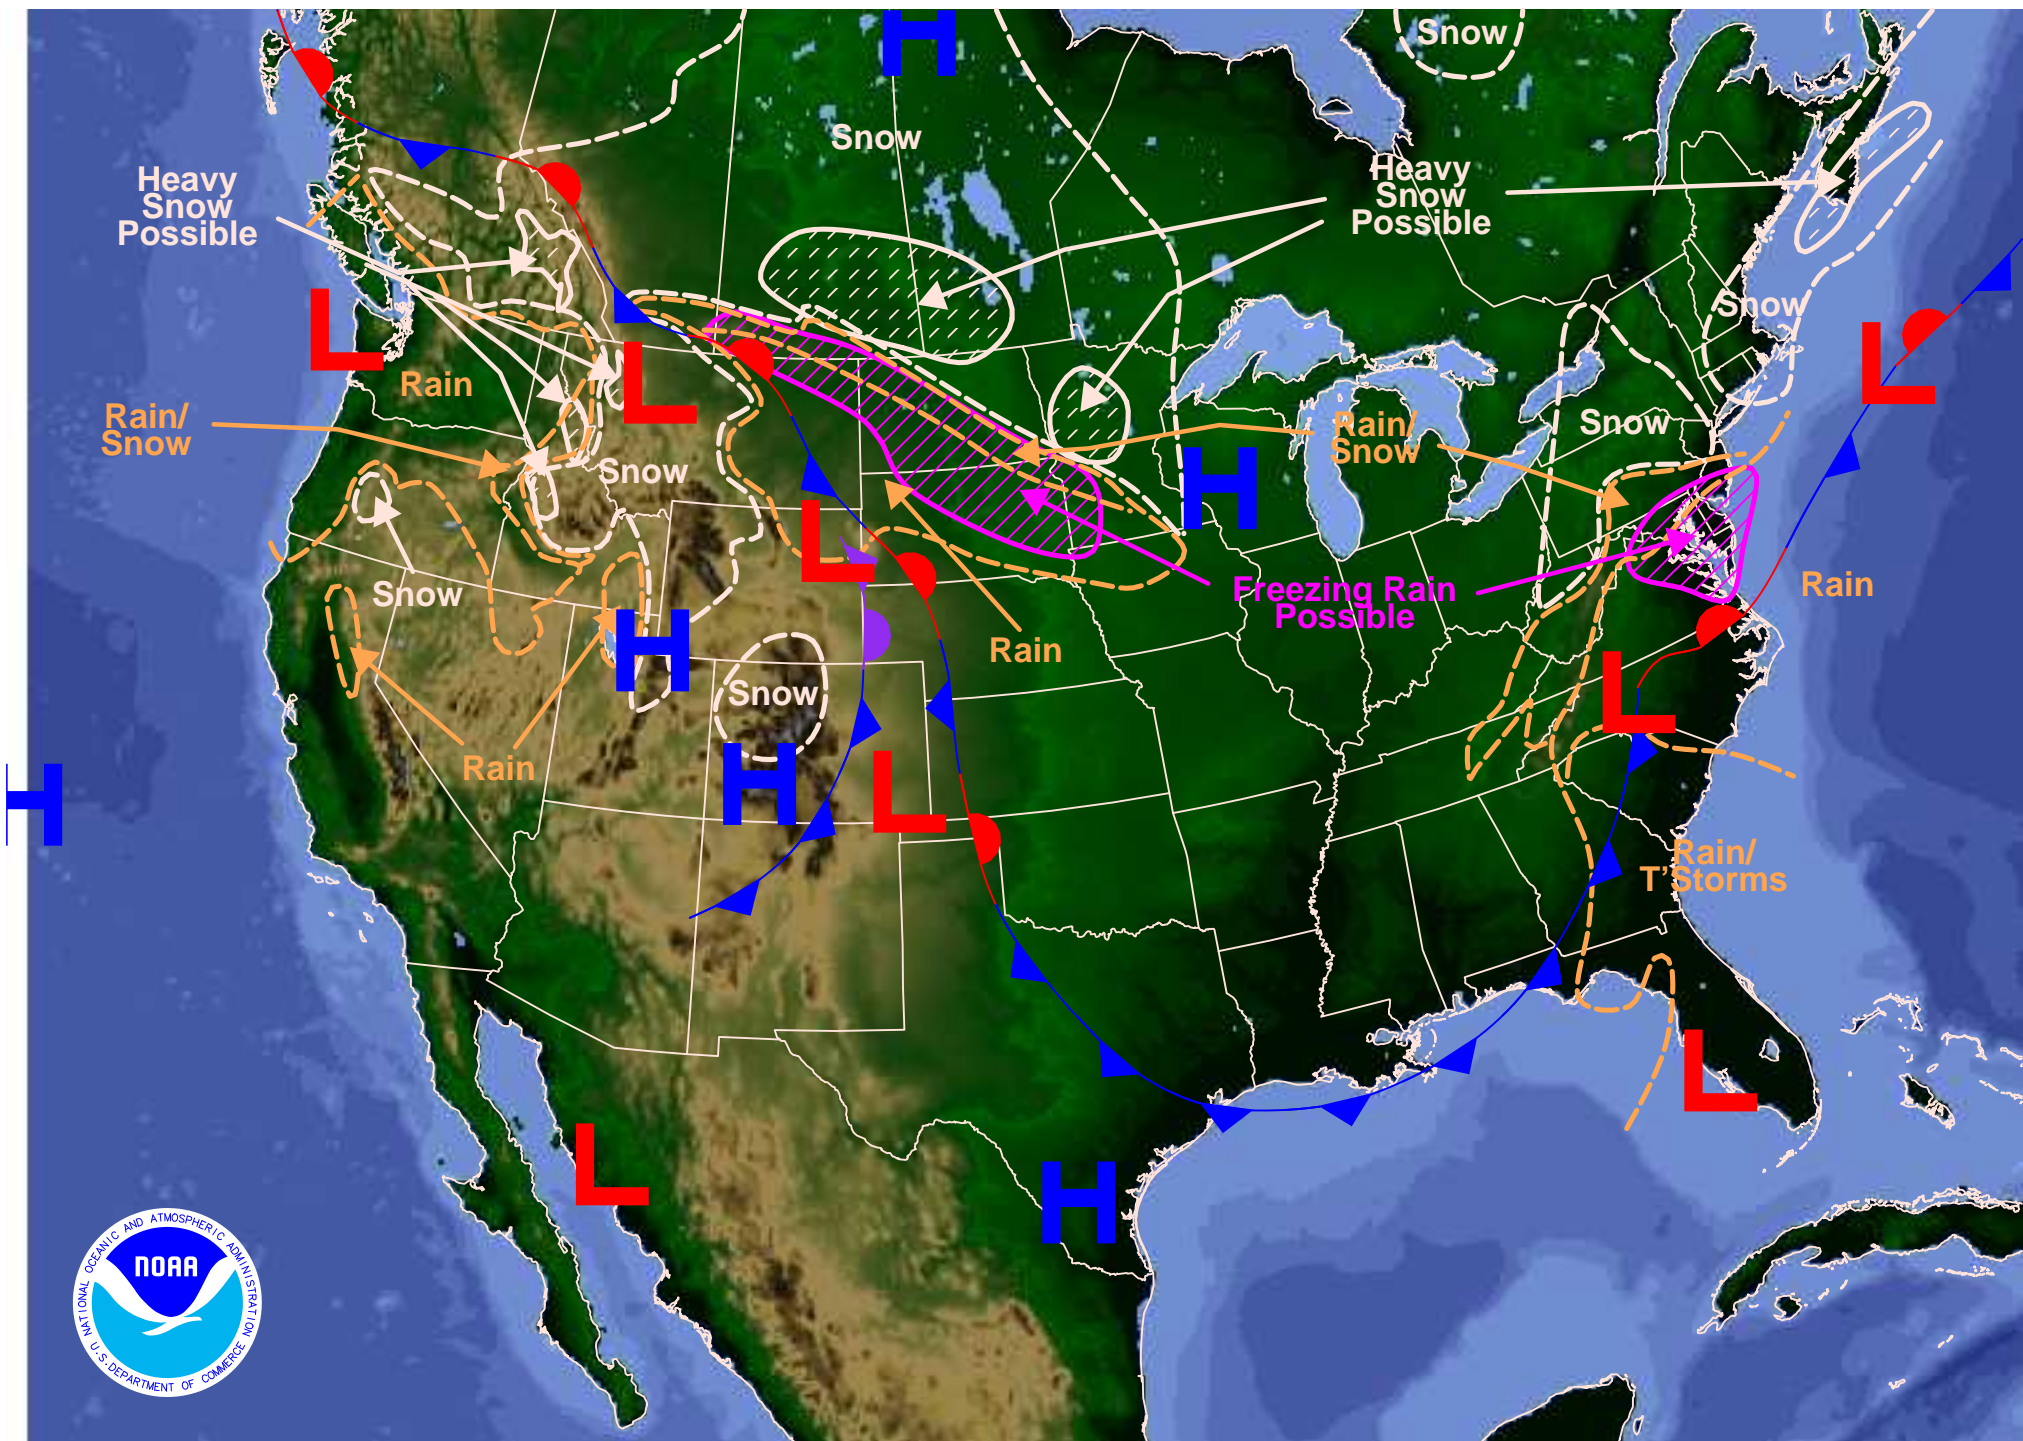 H
Snow
Snow
Heavy
Snow
Possible
Heavy
Snow
Possible
L
Snow
L
L
Rain
Rain/
Snow
L
Rain/
Snow
Snow
Snow
H
L
Snow
Freezing Rain
Possible
Rain
H
Rain
L
Snow
Rain
H
H
L
Rain/
T'Storms
L
L
H
NATIONAL OCEANIC AND ATMOSPHERIC ADMINISTRATION
NOAA
U.S. DEPARTMENT OF COMMERCE